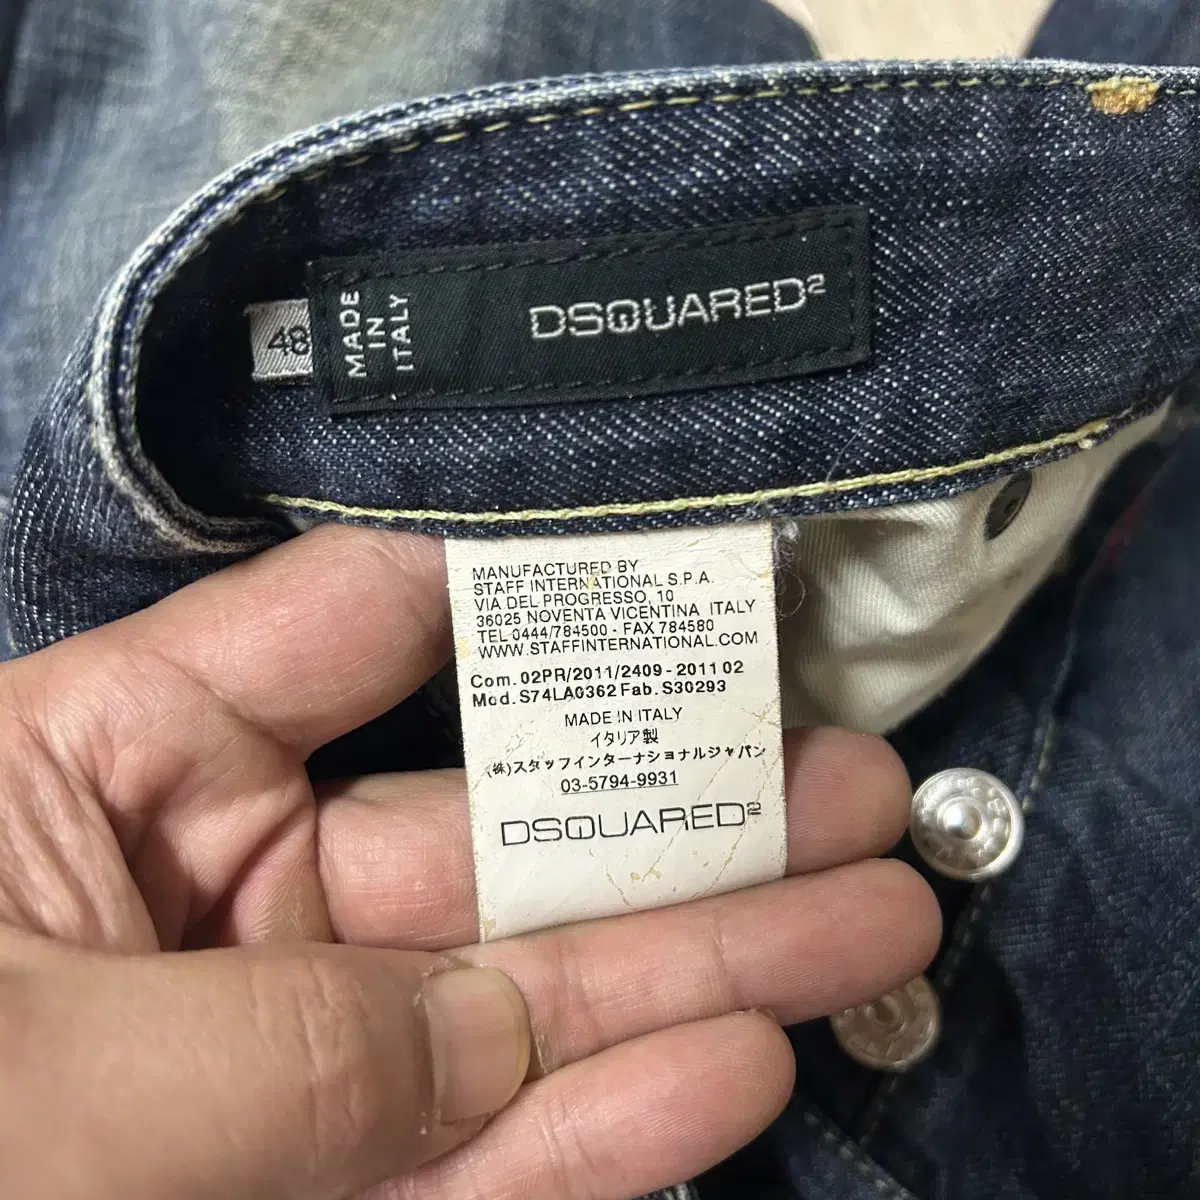 48
MADE
IN
ITALY
DSQUARED²
MANUFACTURED BY
STAFF INTERNATIONAL S.P.A.
VIA DEL PROGRESSO, 10
36025 NOVENTA VICENTINA ITALY
TEL 0444/784500 - FAX 784580
WWW.STAFFINTERNATIONAL.COM
Com. 02PR/2011/2409 - 2011 02
Mod. S74LA0362 Fab. S30293
MADE IN ITALY
イタリア製
(株)スタッフインターナショナルジャパン
03-5794-9931
DSQUARED²